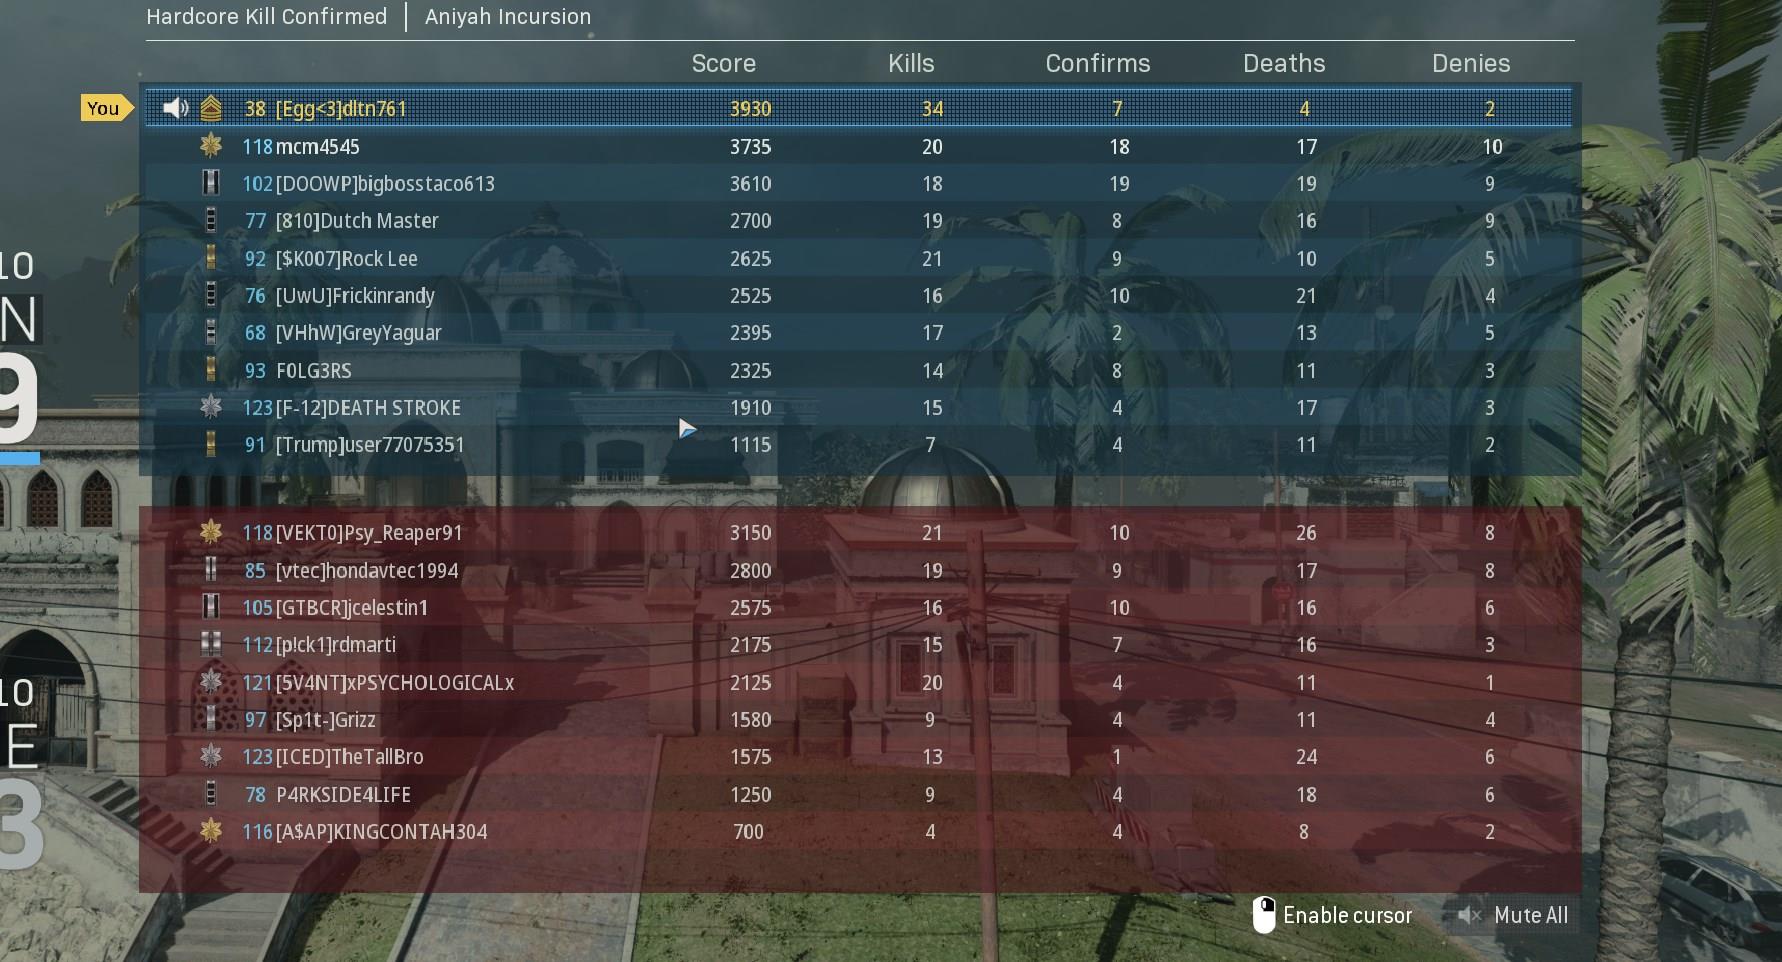 Hardcore Kill Confirmed | Aniyah Incursion
Score Kills Confirms Deaths Denies
You 38 [Egg<3]dltn761 3930 34 7 4 2
118 mcm4545 3735 20 18 17 10
102 [DOOWP]bigbosstaco613 3610 18 19 19 9
77 [810]Dutch Master 2700 19 8 16 9
92 [$K007]Rock Lee 2625 21 9 10 5
76 [UwU]Frickinrandy 2525 16 10 21 4
68 [VHhW]GreyYaguar 2395 17 2 13 5
93 F0LG3RS 2325 14 8 11 3
123 [F-12]DEATH STROKE 1910 15 4 17 3
91 [Trump]user77075351 1115 7 4 11 2
118 [VEKT0]Psy_Reaper91 3150 21 10 26 8
85 [vtec]hondavtec1994 2800 19 9 17 8
105 [GTBCR]jcelestin1 2575 16 10 16 6
112 [p!ck1]rdmarti 2175 15 7 16 3
121 [5V4NT]xPSYCHOLOGICALx 2125 20 4 11 1
97 [Sp1t-]Grizz 1580 9 4 11 4
123 [ICED]TheTallBro 1575 13 1 24 6
78 P4RKSIDE4LIFE 1250 9 4 18 6
116 [A$AP]KINGCONTAH304 700 4 4 8 2
10
N
9
10
E
3
Enable cursor Mute All